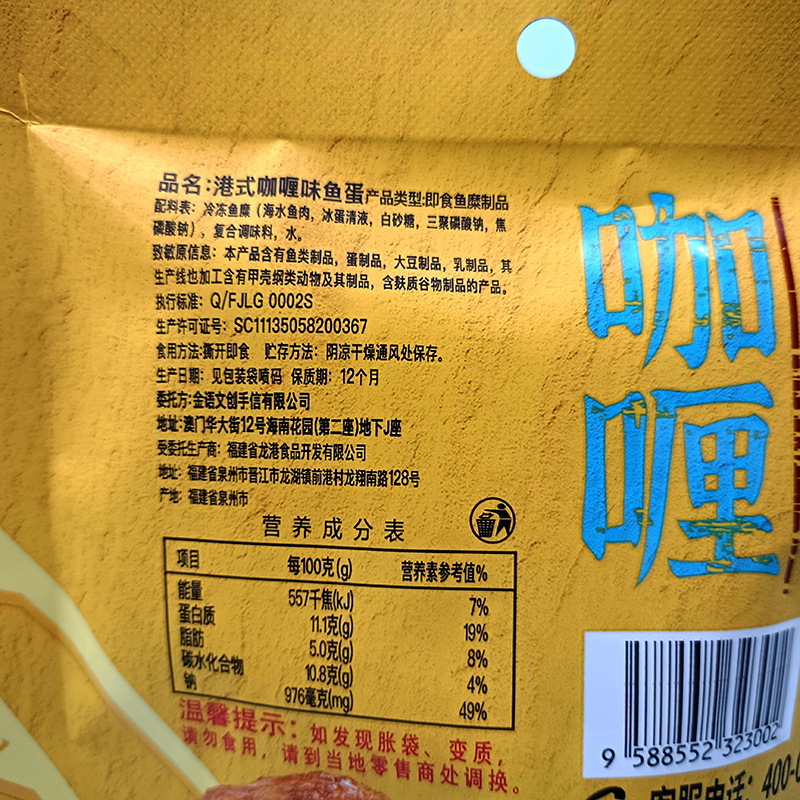 品名:港式咖喱味鱼蛋产品类型:即食鱼糜制品
配料表: 冷冻鱼糜 (海水鱼肉, 冰蛋清液, 白砂糖, 三聚磷酸钠, 焦
磷酸钠) 、复合调味料, 水。
致敏原信息: 本产品含有鱼类制品, 蛋制品, 大豆制品, 乳制品, 其
生产线也加工含有甲壳纲类动物及其制品, 含麸质谷物制品的产品。
执行标准: Q/FJLG 0002S
生产许可证号: SC11135058200367
食用方法:撕开即食 贮存方法: 阴凉干燥通风处保存。
生产日期: 见包装袋喷码 保质期: 12个月
委托方:金语文创手信有限公司
地址:澳门华大街12号海南花园(第二座)地下J座
受委托生产商: 福建省龙港食品开发有限公司
地址: 福建省泉州市晋江市龙湖镇前港村龙翔南路128号
产地: 福建省泉州市
营养成分表
项目 每100克(g) 营养素参考值%
能量 557千焦(kJ) 7%
蛋白质 11.1克(g) 19%
脂肪 5.0克(g) 8%
碳水化合物 10.8克(g) 4%
钠 976毫克(mg) 49%
温馨提示: 如发现胀袋、变质,
请勿食用, 请到当地零售商处调换。
咖喱
9 588552 323002
客服电话: 400-